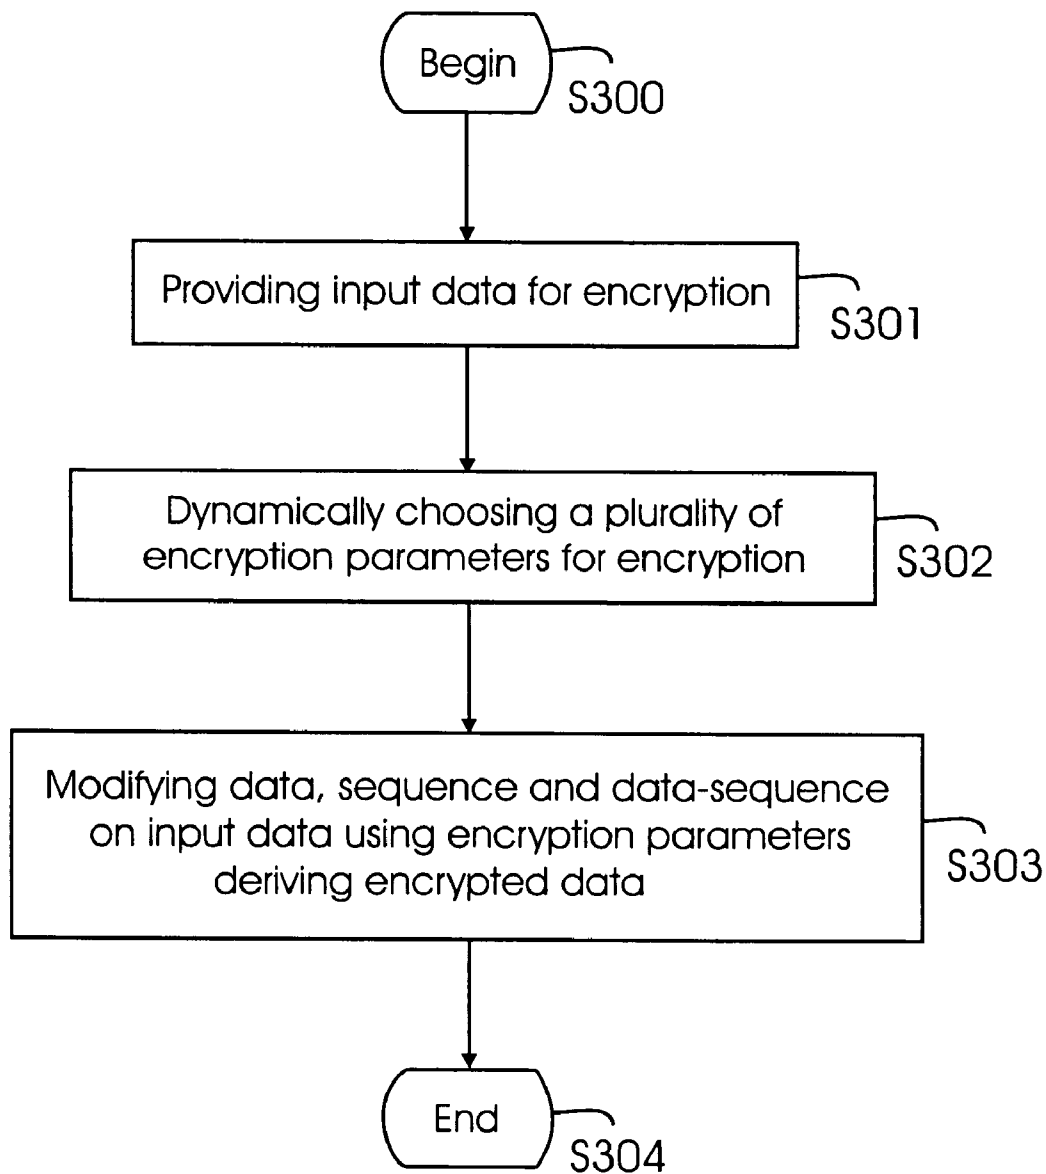 Begin
S300
Providing input data for encryption
S301
Dynamically choosing a plurality of
encryption parameters for encryption
S302
Modifying data, sequence and data-sequence
on input data using encryption parameters
deriving encrypted data
S303
End
S304